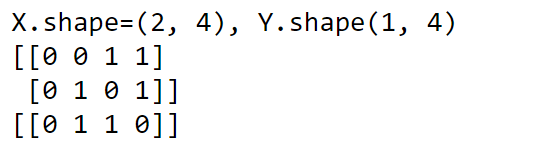 X.shape=(2, 4), Y.shape(1, 4)
[[0 0 1 1]
 [0 1 0 1]]
[[0 1 1 0]]